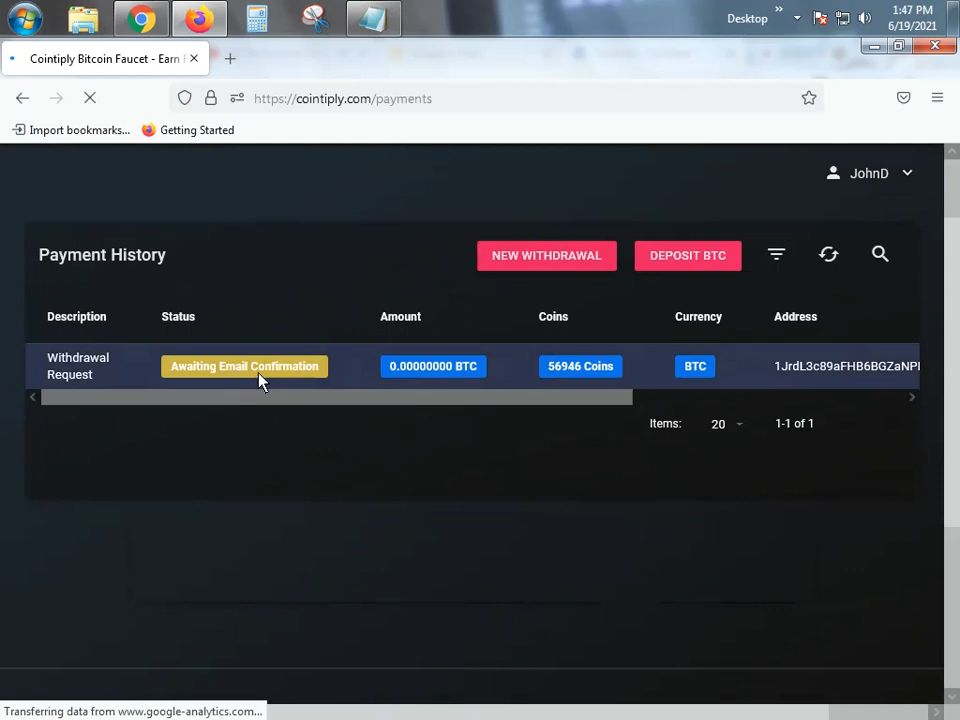 Desktop
»
1:47 PM
6/19/2021
Cointiply Bitcoin Faucet - Earn F
https://cointiply.com/payments
Import bookmarks...
Getting Started
JohnD
Payment History
NEW WITHDRAWAL
DEPOSIT BTC
Description
Status
Amount
Coins
Currency
Address
Withdrawal
Request
Awaiting Email Confirmation
0.00000000 BTC
56946 Coins
BTC
1JrdL3c89aFHB6BGZaNP
Items:
20
1-1 of 1
Transferring data from www.google-analytics.com...